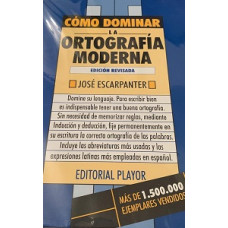 CÓMO DOMINAR
LA
ORTOGRAFÍA
MODERNA
EDICIÓN REVISADA
JOSÉ ESCARPANTER
Domine su lenguaje. Para escribir bien
es indispensable tener una buena ortografía.
Sin necesidad de memorizar reglas, mediante
inducción y deducción, fije permanentemente en
su escritura la correcta ortografía de las palabras.
Incluye las abreviaturas más usadas y las
expresiones latinas más empleadas en español.
EDITORIAL PLAYOR
MÁS DE 1.500.000
EJEMPLARES VENDIDOS